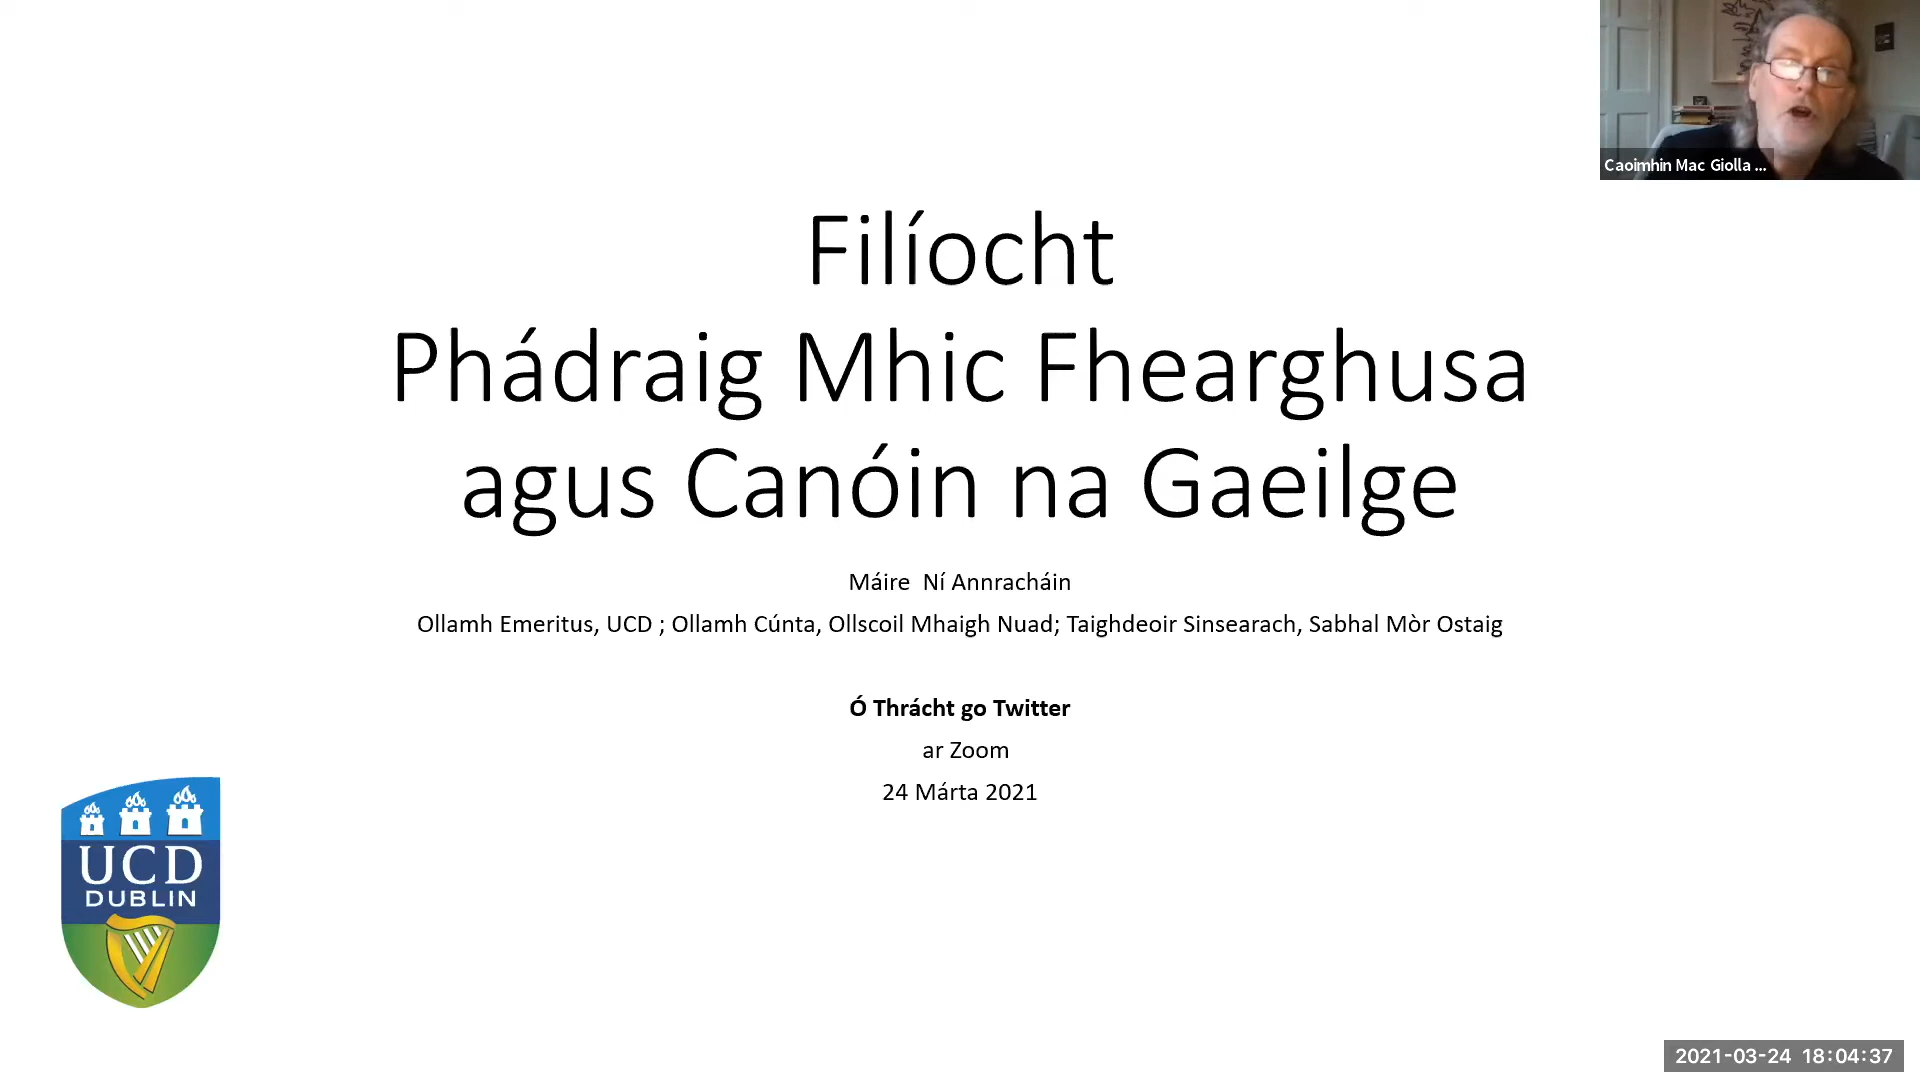 Caoimhin Mac Giolla ...
Filíocht
Phádraig Mhic Fhearghusa
agus Canóin na Gaeilge
Máire Ní Annracháin
Ollamh Emeritus, UCD ; Ollamh Cúnta, Ollscoil Mhaigh Nuad; Taighdeoir Sinsearach, Sabhal Mòr Ostaig
Ó Thrácht go Twitter
ar Zoom
24 Márta 2021
UCD
DUBLIN
2021-03-24 18:04:37